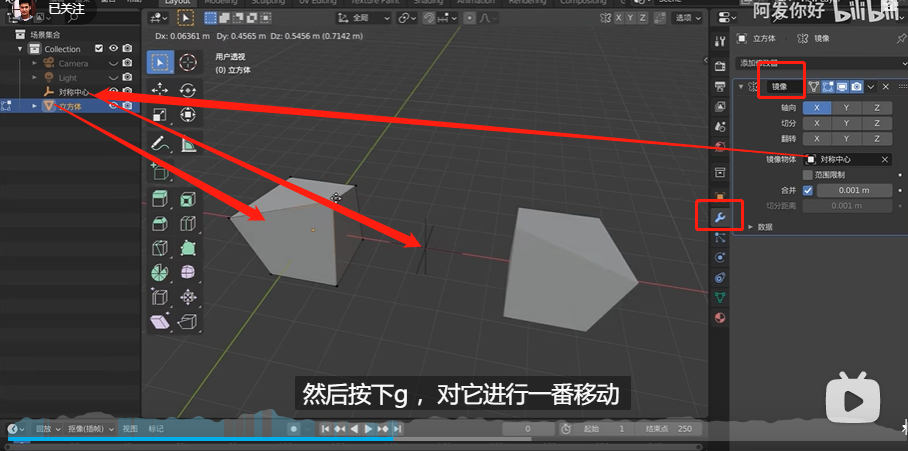 已关注
阿发你好
bilibili
Layout
Modeling
Sculpting
UV Editing
Texture Paint
Shading
Animation
Rendering
Compositing
Scene
全局
X Y Z
选项
Dx: 0.06361 m Dy: 0.4565 m Dz: 0.5456 m (0.7142 m)
场景集合
Collection
Camera
Light
对称中心
立方体
用户透视
(0) 立方体
立方体
镜像
添加修改器
镜像
轴向 X Y Z
切分 X Y Z
翻转 X Y Z
镜像物体 对称中心
范围限制
合并 0.001 m
切分距离 0.001 m
数据
然后按下g ，对它进行一番移动
回放
抠像(插帧)
视图
标记
0
起始 1
结束点 250